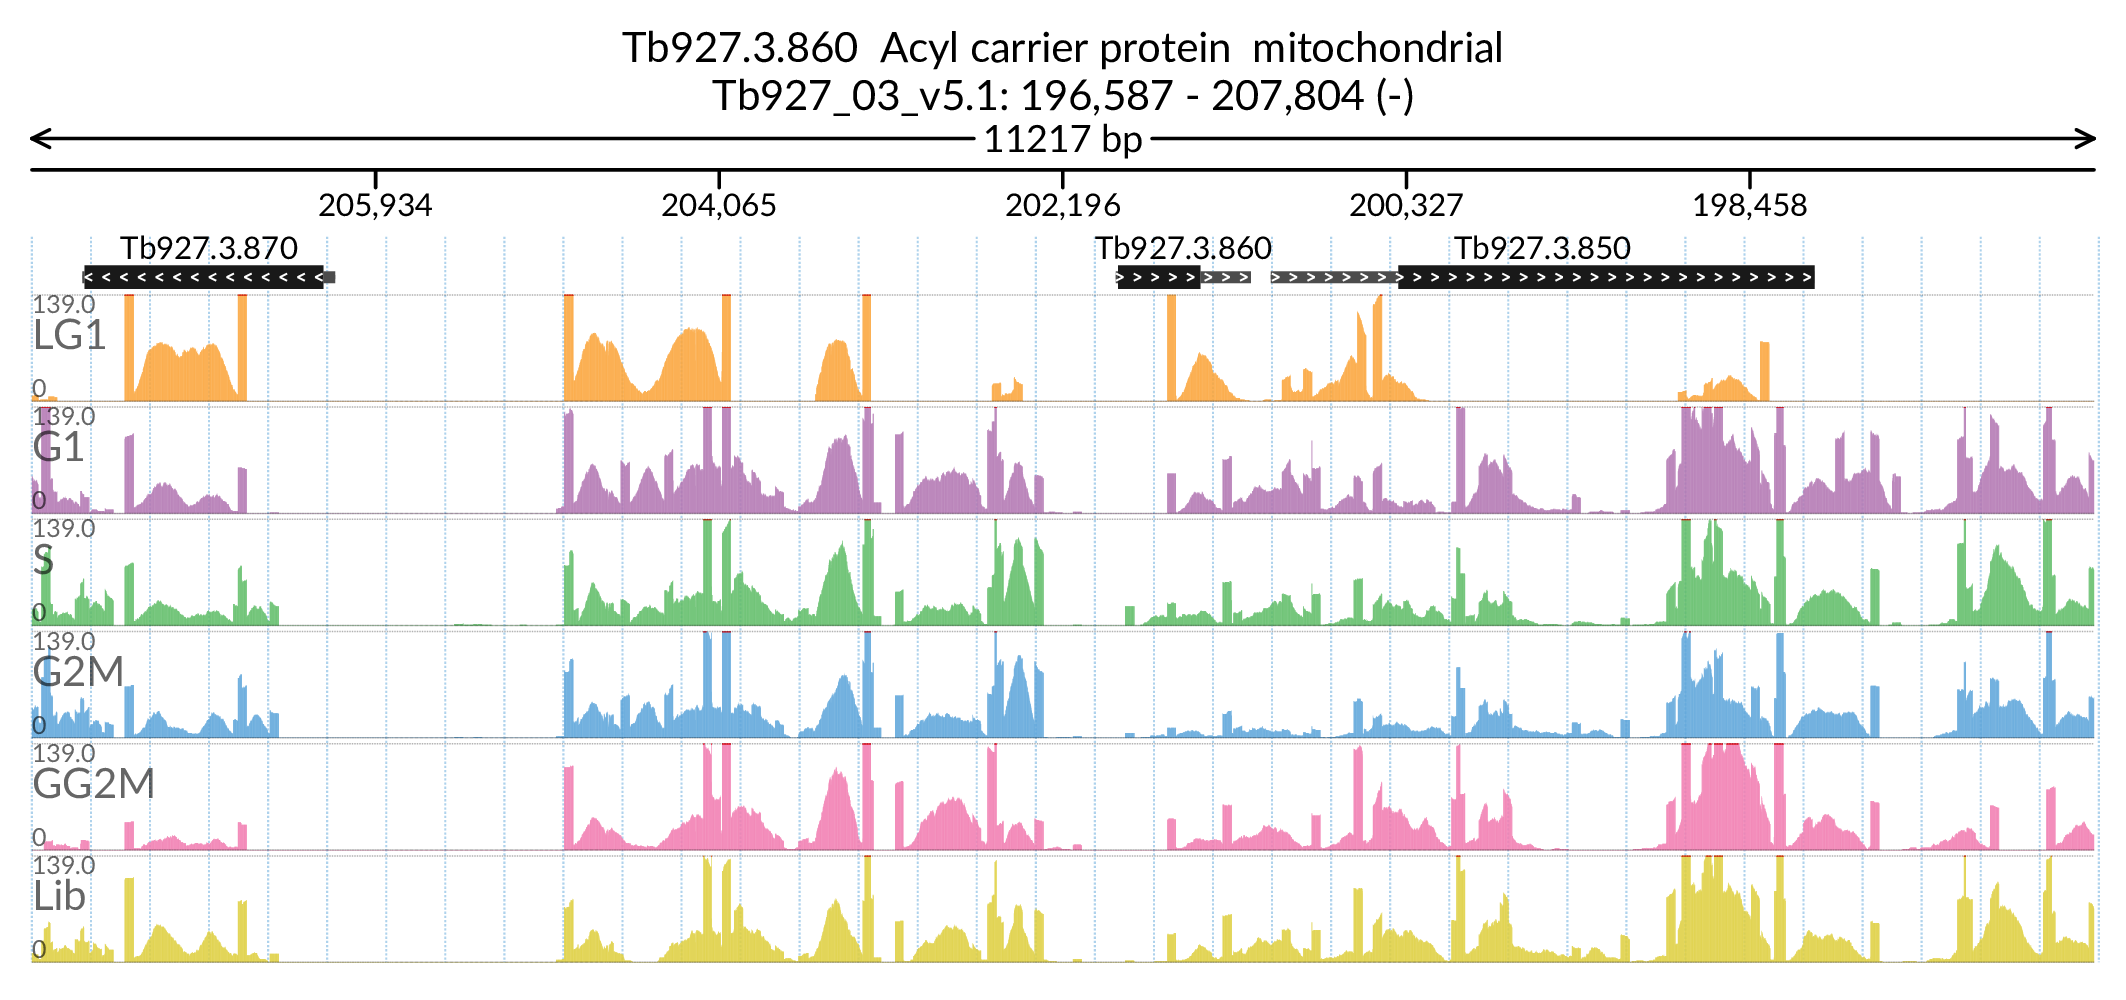 Tb927.3.860  Acyl carrier protein  mitochondrial
Tb927_03_v5.1: 196,587 - 207,804 (-)
11217 bp
205,934 204,065 202,196 200,327 198,458
Tb927.3.870 Tb927.3.860 Tb927.3.850
139.0
LG1
0
139.0
G1
0
139.0
S
0
139.0
G2M
0
139.0
GG2M
0
139.0
Lib
0